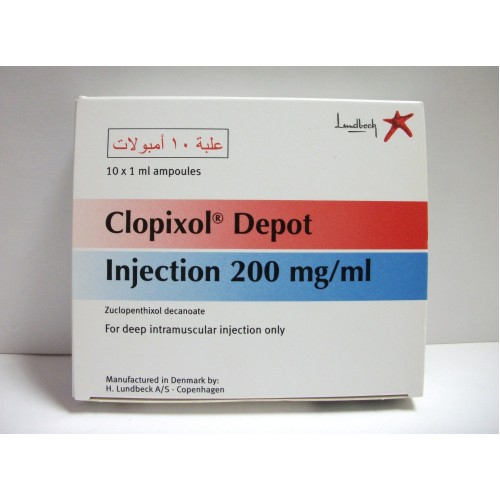 Lundbeck
علبة ١٠ أمبولات
10 x 1 ml ampoules
Clopixol® Depot
Injection 200 mg/ml
Zuclopenthixol decanoate
For deep intramuscular injection only
Manufactured in Denmark by:
H. Lundbeck A/S - Copenhagen